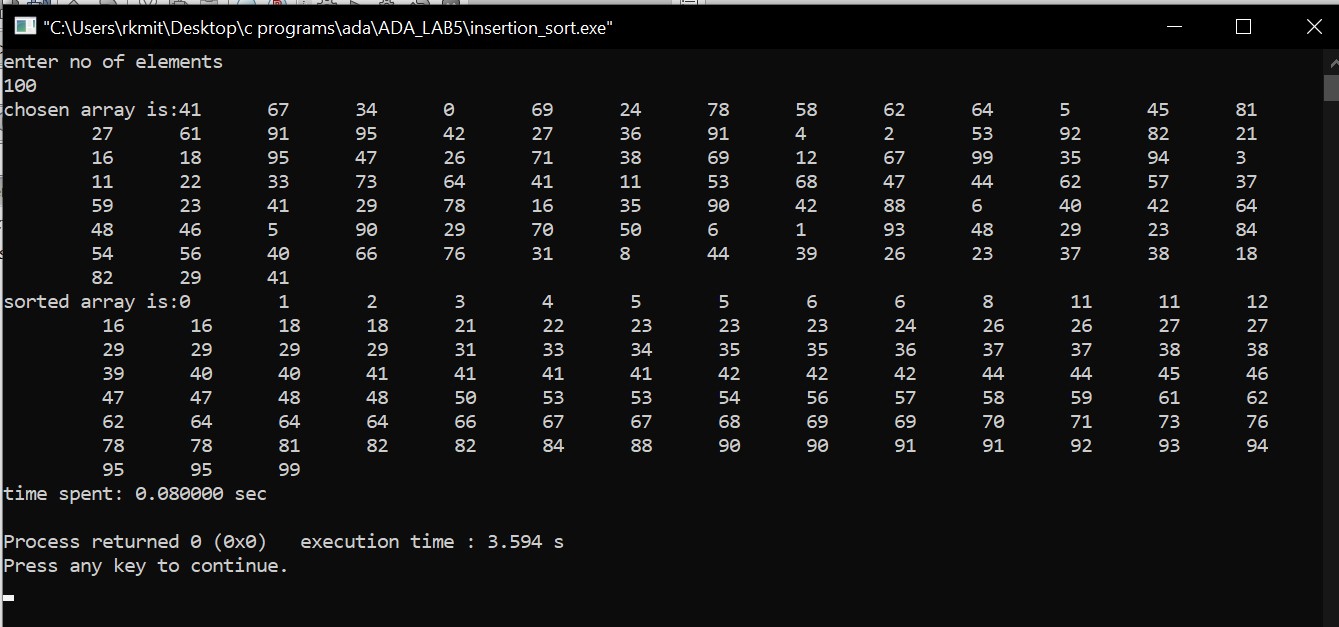 "C:\Users\rkmit\Desktop\c programs\ada\ADA_LAB5\insertion_sort.exe"
enter no of elements
100
chosen array is:41 67 34 0 69 24 78 58 62 64 5 45 81
27 61 91 95 42 27 36 91 4 2 53 92 82 21
16 18 95 47 26 71 38 69 12 67 99 35 94 3
11 22 33 73 64 41 11 53 68 47 44 62 57 37
59 23 41 29 78 16 35 90 42 88 6 40 42 64
48 46 5 90 29 70 50 6 1 93 48 29 23 84
54 56 40 66 76 31 8 44 39 26 23 37 38 18
82 29 41
sorted array is:0 1 2 3 4 5 5 6 6 8 11 11 12
16 16 18 18 21 22 23 23 23 24 26 26 27 27
29 29 29 29 31 33 34 35 35 36 37 37 38 38
39 40 40 41 41 41 41 42 42 42 44 44 45 46
47 47 48 48 50 53 53 54 56 57 58 59 61 62
62 64 64 64 66 67 67 68 69 69 70 71 73 76
78 78 81 82 82 84 88 90 90 91 91 92 93 94
95 95 99
time spent: 0.080000 sec
Process returned 0 (0x0) execution time : 3.594 s
Press any key to continue.